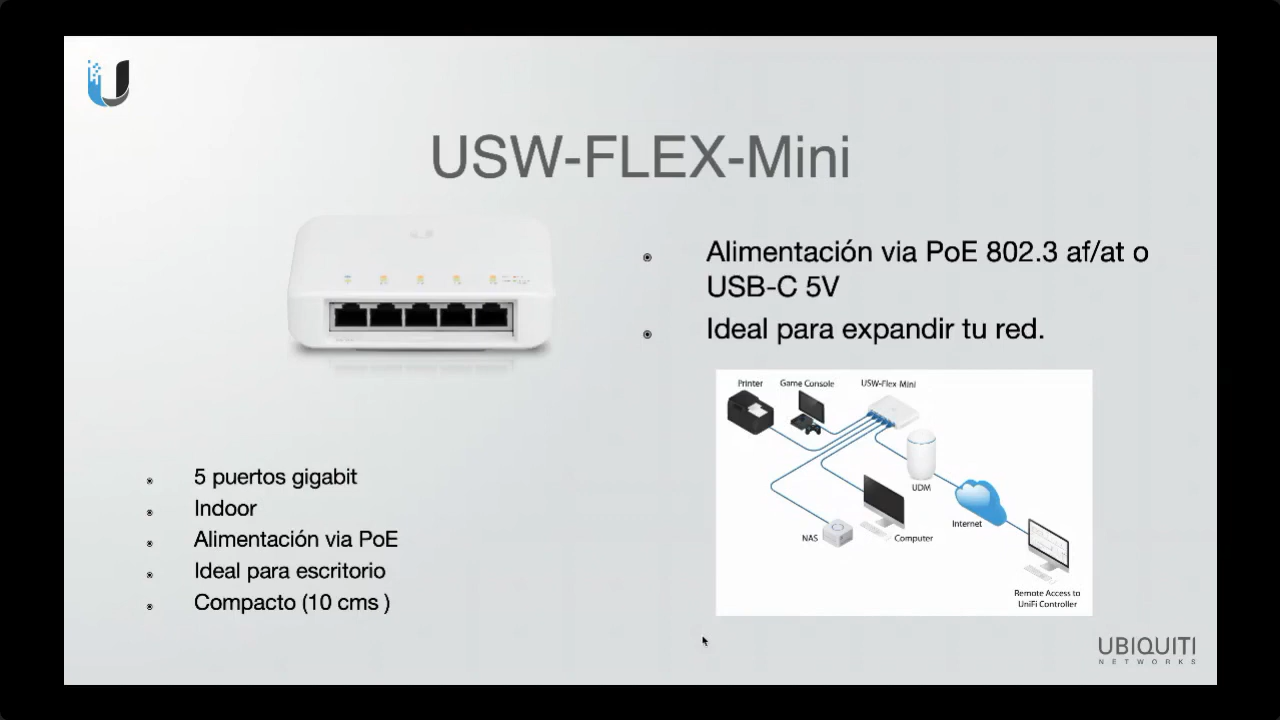 USW-FLEX-Mini
Alimentación via PoE 802.3 af/at o
USB-C 5V
Ideal para expandir tu red.
5 puertos gigabit
Indoor
Alimentación via PoE
Ideal para escritorio
Compacto (10 cms )
Printer
Game Console
USW-Flex Mini
UDM
Internet
NAS
Computer
Remote Access to
UniFi Controller
UBIQUITI
NETWORKS